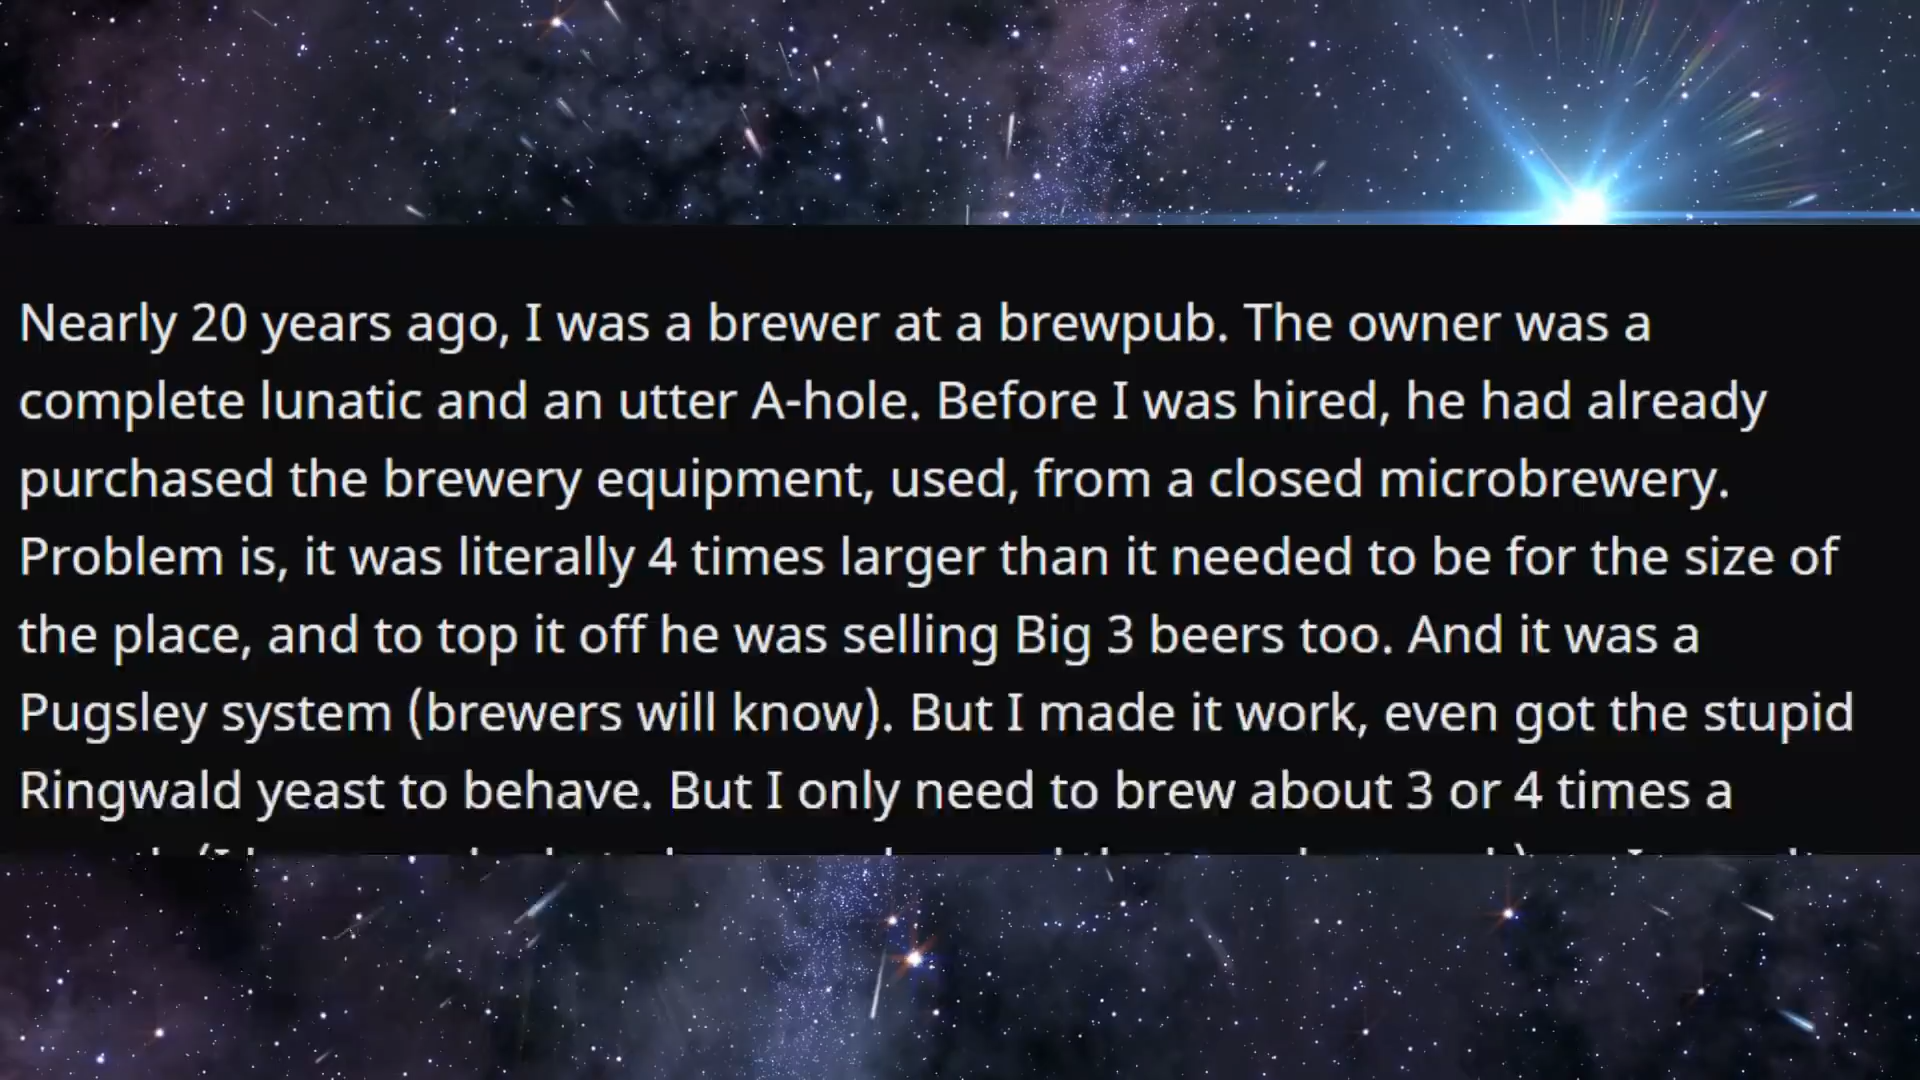 Nearly 20 years ago, I was a brewer at a brewpub. The owner was a
complete lunatic and an utter A-hole. Before I was hired, he had already
purchased the brewery equipment, used, from a closed microbrewery.
Problem is, it was literally 4 times larger than it needed to be for the size of
the place, and to top it off he was selling Big 3 beers too. And it was a
Pugsley system (brewers will know). But I made it work, even got the stupid
Ringwald yeast to behave. But I only need to brew about 3 or 4 times a